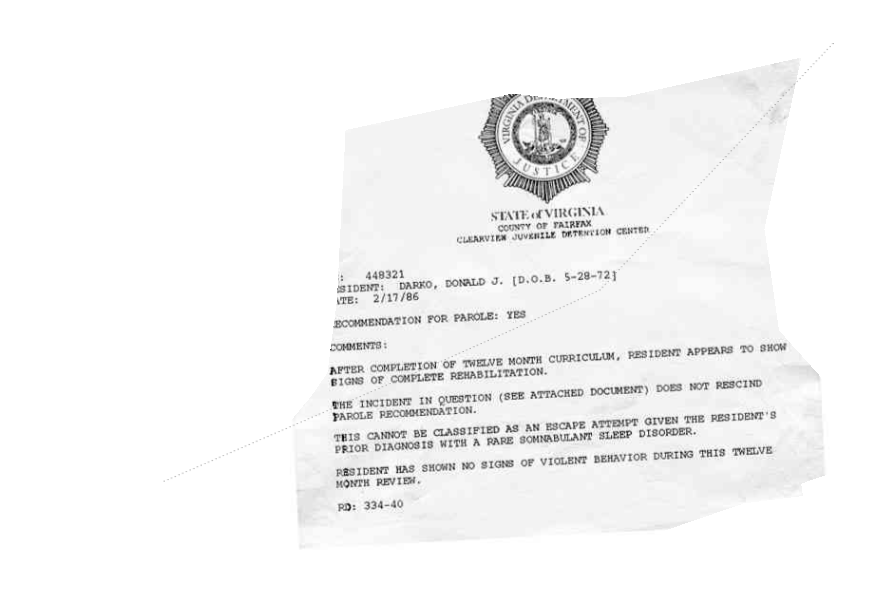 VIRGINIA DEPARTMENT OF
JUSTICE
STATE of VIRGINIA
COUNTY OF FAIRFAX
CLEARVIEW JUVENILE DETENTION CENTER
: 448321
SIDENT: DARKO, DONALD J. [D.O.B. 5-28-72]
ATE: 2/17/86
ECOMMENDATION FOR PAROLE: YES
COMMENTS:
AFTER COMPLETION OF TWELVE MONTH CURRICULUM, RESIDENT APPEARS TO SHOW
SIGNS OF COMPLETE REHABILITATION.
THE INCIDENT IN QUESTION (SEE ATTACHED DOCUMENT) DOES NOT RESCIND
PAROLE RECOMMENDATION.
THIS CANNOT BE CLASSIFIED AS AN ESCAPE ATTEMPT GIVEN THE RESIDENT'S
PRIOR DIAGNOSIS WITH A RARE SOMNABULANT SLEEP DISORDER.
RESIDENT HAS SHOWN NO SIGNS OF VIOLENT BEHAVIOR DURING THIS TWELVE
MONTH REVIEW.
RD: 334-40